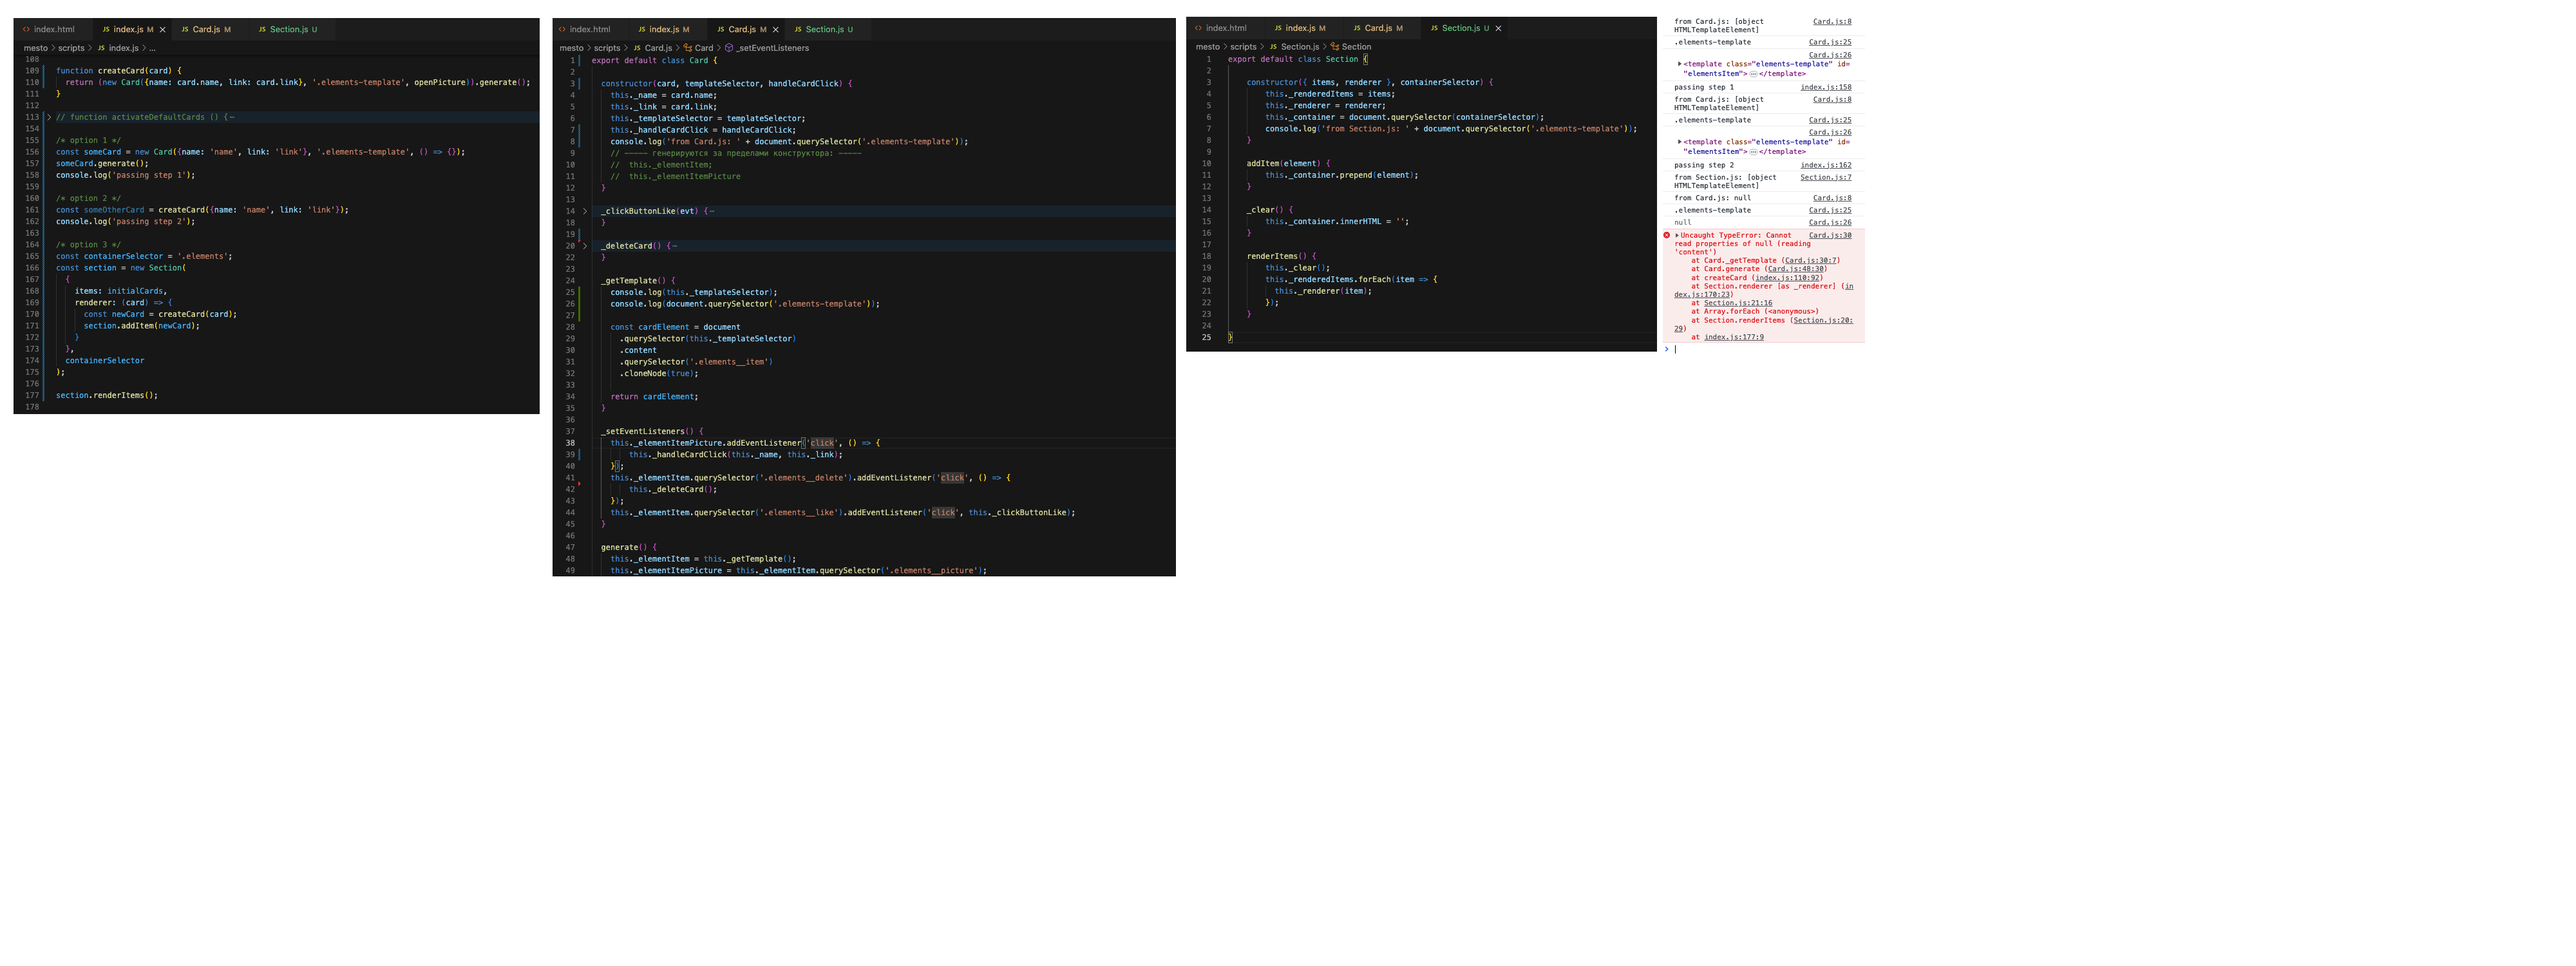 index.html JS index.js M × JS Card.js M JS Section.js U
mesto > scripts > JS index.js > ...
108
109 function createCard(card) {
110 return (new Card({name: card.name, link: card.link}, '.elements-template', openPicture)).generate();
111 }
112
113 // function activateDefaultCards () {⋯
154
155 /* option 1 */
156 const someCard = new Card({name: 'name', link: 'link'}, '.elements-template', () => {});
157 someCard.generate();
158 console.log('passing step 1');
159
160 /* option 2 */
161 const someOtherCard = createCard({name: 'name', link: 'link'});
162 console.log('passing step 2');
163
164 /* option 3 */
165 const containerSelector = '.elements';
166 const section = new Section(
167 {
168 items: initialCards,
169 renderer: (card) => {
170 const newCard = createCard(card);
171 section.addItem(newCard);
172 }
173 },
174 containerSelector
175 );
176
177 section.renderItems();
178
index.html JS index.js M JS Card.js M × JS Section.js U
mesto > scripts > JS Card.js > Card > _setEventListeners
1 export default class Card {
2
3 constructor(card, templateSelector, handleCardClick) {
4 this._name = card.name;
5 this._link = card.link;
6 this._templateSelector = templateSelector;
7 this._handleCardClick = handleCardClick;
8 console.log('from Card.js: ' + document.querySelector('.elements-template'));
9 // ————— генерируются за пределами конструктора: —————
10 // this._elementItem;
11 // this._elementItemPicture
12 }
13
14 _clickButtonLike(evt) {⋯
18 }
19
20 _deleteCard() {⋯
22 }
23
24 _getTemplate() {
25 console.log(this._templateSelector);
26 console.log(document.querySelector('.elements-template'));
27
28 const cardElement = document
29 .querySelector(this._templateSelector)
30 .content
31 .querySelector('.elements__item')
32 .cloneNode(true);
33
34 return cardElement;
35 }
36
37 _setEventListeners() {
38 this._elementItemPicture.addEventListener('click', () => {
39 this._handleCardClick(this._name, this._link);
40 });
41 this._elementItem.querySelector('.elements__delete').addEventListener('click', () => {
42 this._deleteCard();
43 });
44 this._elementItem.querySelector('.elements__like').addEventListener('click', this._clickButtonLike);
45 }
46
47 generate() {
48 this._elementItem = this._getTemplate();
49 this._elementItemPicture = this._elementItem.querySelector('.elements__picture');
index.html JS index.js M JS Card.js M JS Section.js U ×
mesto > scripts > JS Section.js > Section
1 export default class Section {
2
3 constructor({ items, renderer }, containerSelector) {
4 this._renderedItems = items;
5 this._renderer = renderer;
6 this._container = document.querySelector(containerSelector);
7 console.log('from Section.js: ' + document.querySelector('.elements-template'));
8 }
9
10 addItem(element) {
11 this._container.prepend(element);
12 }
13
14 _clear() {
15 this._container.innerHTML = '';
16 }
17
18 renderItems() {
19 this._clear();
20 this._renderedItems.forEach(item => {
21 this._renderer(item);
22 });
23 }
24
25 }
from Card.js: [object Card.js:8
HTMLTemplateElement]
.elements-template Card.js:25
Card.js:26
<template class="elements-template" id=
"elementsItem"> ⋯ </template>
passing step 1 index.js:158
from Card.js: [object Card.js:8
HTMLTemplateElement]
.elements-template Card.js:25
Card.js:26
<template class="elements-template" id=
"elementsItem"> ⋯ </template>
passing step 2 index.js:162
from Section.js: [object Section.js:7
HTMLTemplateElement]
from Card.js: null Card.js:8
.elements-template Card.js:25
null Card.js:26
Uncaught TypeError: Cannot Card.js:30
read properties of null (reading
'content')
at Card._getTemplate (Card.js:30:7)
at Card.generate (Card.js:48:30)
at createCard (index.js:110:92)
at Section.renderer [as _renderer] (in
dex.js:170:23)
at Section.js:21:16
at Array.forEach (<anonymous>)
at Section.renderItems (Section.js:20:
29)
at index.js:177:9
>